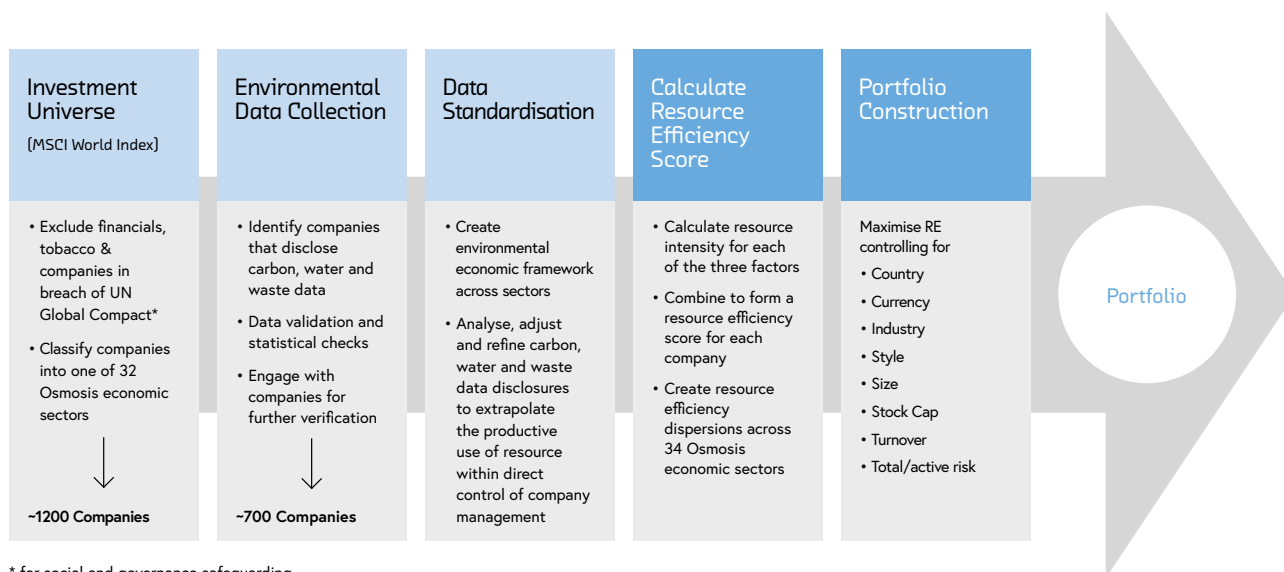 Investment
Universe
(MSCI World Index)
• Exclude financials,
tobacco &
companies in
breach of UN
Global Compact*
• Classify companies
into one of 32
Osmosis economic
sectors
~1200 Companies
Environmental
Data Collection
• Identify companies
that disclose
carbon, water and
waste data
• Data validation and
statistical checks
• Engage with
companies for
further verification
~700 Companies
Data
Standardisation
• Create
environmental
economic framework
across sectors
• Analyse, adjust
and refine carbon,
water and waste
data disclosures
to extrapolate
the productive
use of resource
within direct
control of company
management
Calculate
Resource
Efficiency
Score
• Calculate resource
intensity for each
of the three factors
• Combine to form a
resource efficiency
score for each
company
• Create resource
efficiency
dispersions across
34 Osmosis
economic sectors
Portfolio
Construction
Maximise RE
controlling for
• Country
• Currency
• Industry
• Style
• Size
• Stock Cap
• Turnover
• Total/active risk
Portfolio
* for social and governance safeguarding